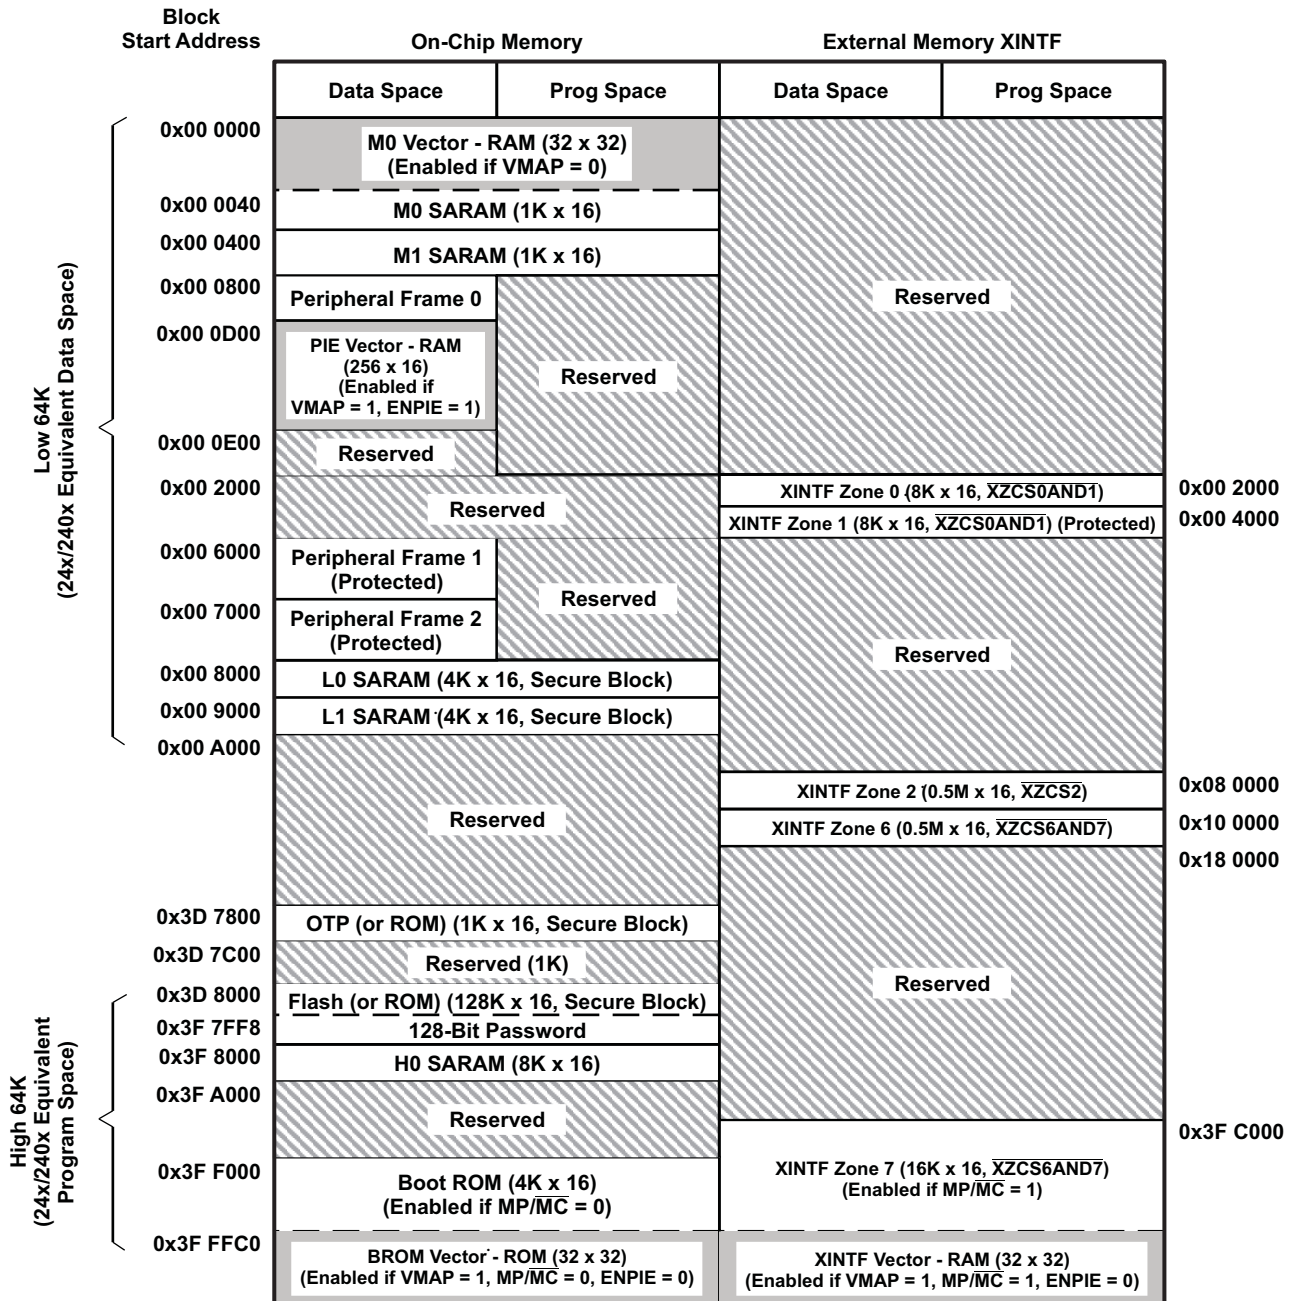 Block
Start Address
On-Chip Memory
External Memory XINTF
Data Space
Prog Space
Data Space
Prog Space
Low 64K
(24x/240x Equivalent Data Space)
0x00 0000
M0 Vector - RAM (32 x 32)
(Enabled if VMAP = 0)
0x00 0040
M0 SARAM (1K x 16)
0x00 0400
M1 SARAM (1K x 16)
0x00 0800
Peripheral Frame 0
Reserved
0x00 0D00
PIE Vector - RAM
(256 x 16)
(Enabled if
VMAP = 1, ENPIE = 1)
Reserved
0x00 0E00
Reserved
0x00 2000
Reserved
XINTF Zone 0 (8K x 16, XZCS0AND1)
0x00 2000
XINTF Zone 1 (8K x 16, XZCS0AND1) (Protected)
0x00 4000
0x00 6000
Peripheral Frame 1
(Protected)
Reserved
0x00 7000
Peripheral Frame 2
(Protected)
Reserved
0x00 8000
L0 SARAM (4K x 16, Secure Block)
0x00 9000
L1 SARAM (4K x 16, Secure Block)
0x00 A000
Reserved
XINTF Zone 2 (0.5M x 16, XZCS2)
0x08 0000
XINTF Zone 6 (0.5M x 16, XZCS6AND7)
0x10 0000
0x18 0000
0x3D 7800
OTP (or ROM) (1K x 16, Secure Block)
0x3D 7C00
Reserved (1K)
Reserved
High 64K
(24x/240x Equivalent
Program Space)
0x3D 8000
Flash (or ROM) (128K x 16, Secure Block)
0x3F 7FF8
128-Bit Password
0x3F 8000
H0 SARAM (8K x 16)
0x3F A000
Reserved
0x3F C000
0x3F F000
Boot ROM (4K x 16)
(Enabled if MP/MC = 0)
XINTF Zone 7 (16K x 16, XZCS6AND7)
(Enabled if MP/MC = 1)
0x3F FFC0
BROM Vector - ROM (32 x 32)
(Enabled if VMAP = 1, MP/MC = 0, ENPIE = 0)
XINTF Vector - RAM (32 x 32)
(Enabled if VMAP = 1, MP/MC = 1, ENPIE = 0)